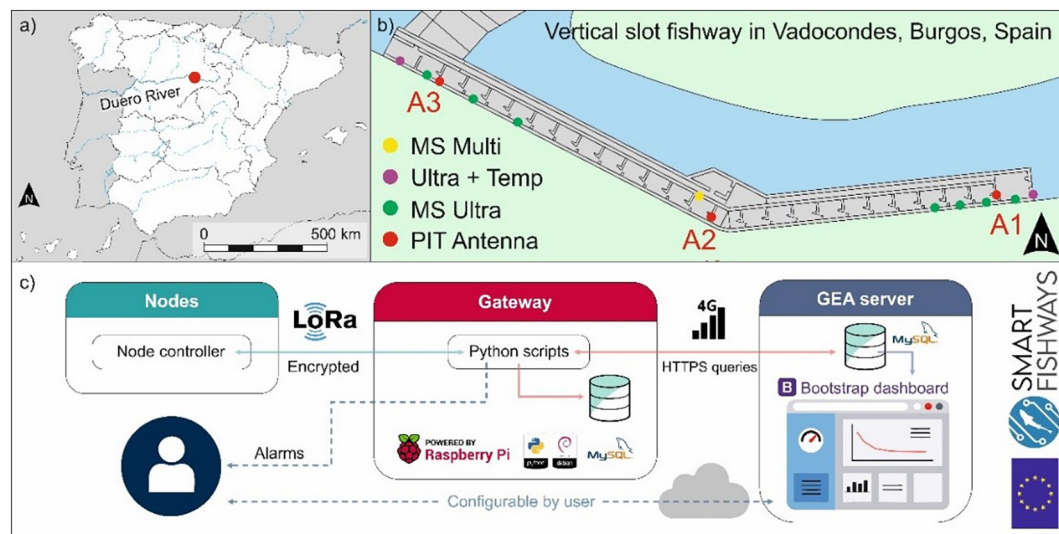 a)
Duero River
N
0 500 km
b)
Vertical slot fishway in Vadocondes, Burgos, Spain
A3
MS Multi
Ultra + Temp
MS Ultra
PIT Antenna
A2
A1
N
c)
Nodes
Node controller
LoRa
Encrypted
Gateway
Python scripts
POWERED BY
Raspberry Pi
python
debian
MySQL
4G
HTTPS queries
GEA server
MySQL
B Bootstrap dashboard
Alarms
Configurable by user
SMART
FISHWAYS